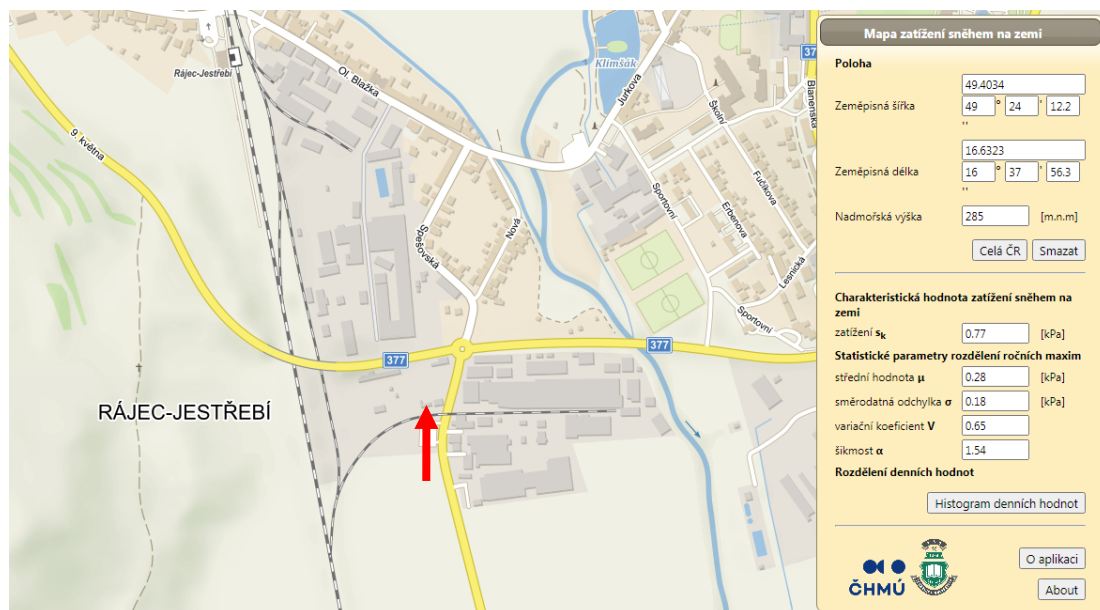 Rájec-Jestřebí
Ol. Blažka
Klimšák
Jurkova
37
Blanenská
Školní
9. května
Fučíkova
Sportovní
Erbenova
Nová
Spešovská
Lesnická
Sportovní
377
377
RÁJEC-JESTŘEBÍ
Mapa zatížení sněhem na zemi
Poloha
49.4034
Zeměpisná šířka 49 ° 24 ' 12.2
''
16.6323
Zeměpisná délka 16 ° 37 ' 56.3
''
Nadmořská výška 285 [m.n.m]
Celá ČR Smazat
Charakteristická hodnota zatížení sněhem na
zemi
zatížení sk 0.77 [kPa]
Statistické parametry rozdělení ročních maxim
střední hodnota μ 0.28 [kPa]
směrodatná odchylka σ 0.18 [kPa]
variační koeficient V 0.65
šikmost α 1.54
Rozdělení denních hodnot
Histogram denních hodnot
ČHMÚ
O aplikaci
About